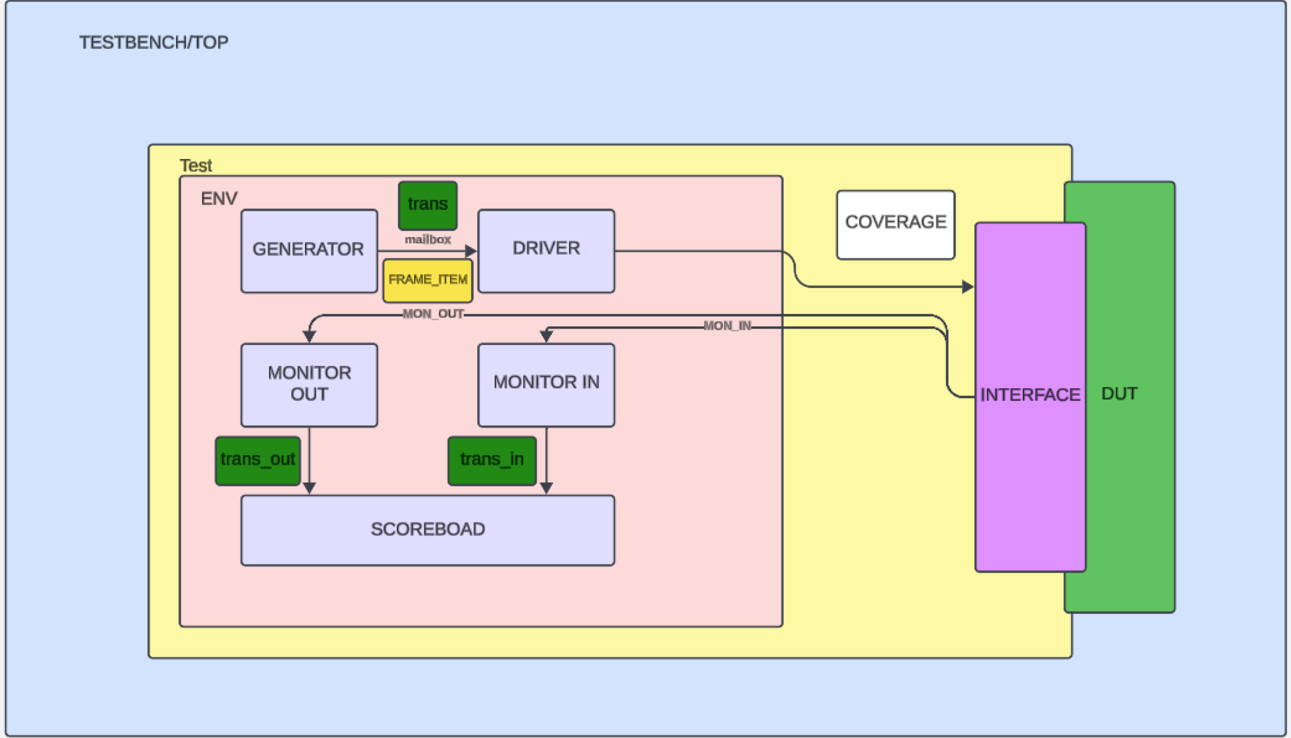 TESTBENCH/TOP
Test
ENV
trans
GENERATOR
mailbox
DRIVER
FRAME_ITEM
COVERAGE
MON_OUT
MON_IN
MONITOR
OUT
MONITOR IN
INTERFACE
DUT
trans_out
trans_in
SCOREBOAD